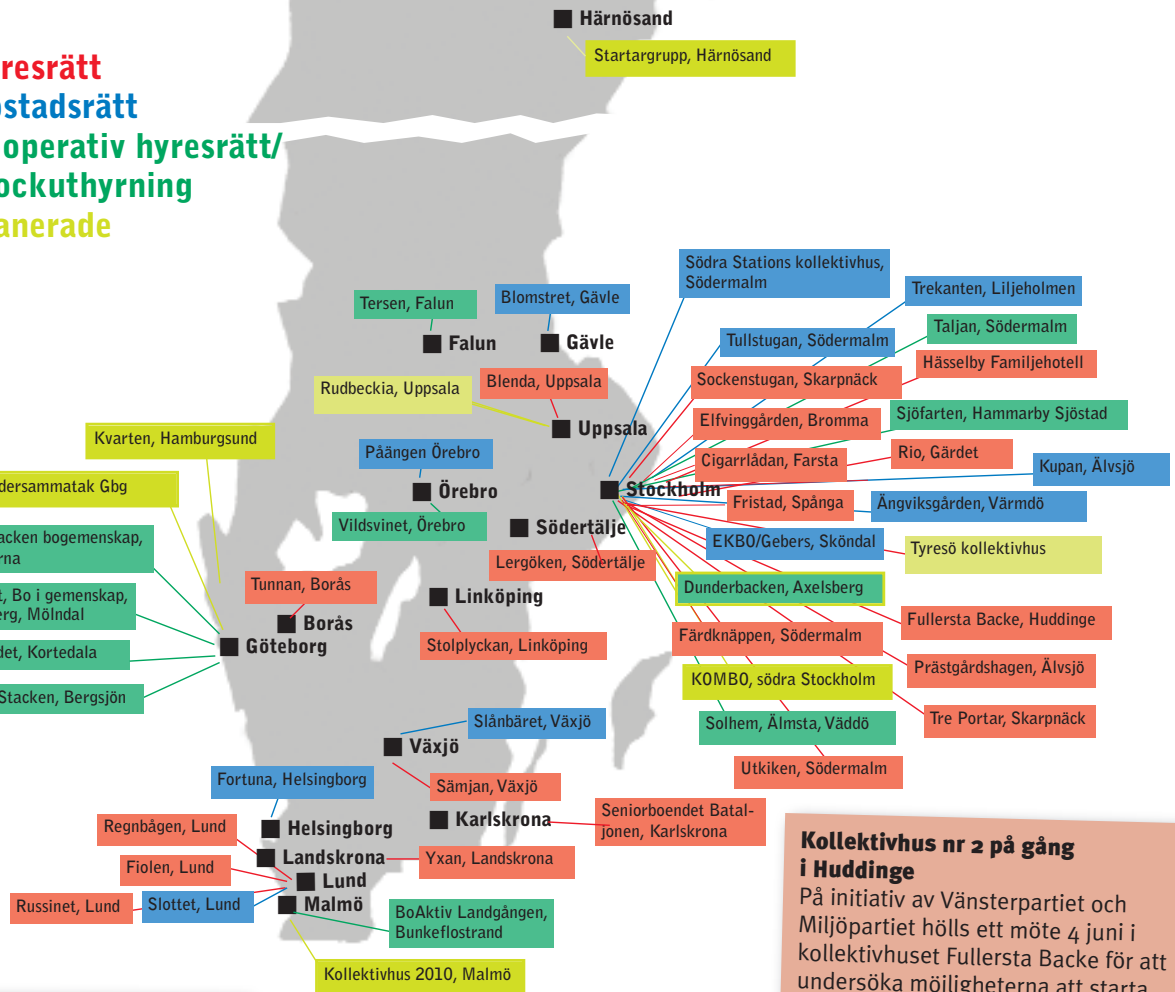 Härnösand
Startargrupp, Härnösand
resrätt
stadsrätt
operativ hyresrätt/
ockuthyrning
anerade
Södra Stations kollektivhus,
Södermalm
Trekanten, Liljeholmen
Tersen, Falun
Blomstret, Gävle
Taljan, Södermalm
Falun
Gävle
Tullstugan, Södermalm
Hässelby Familjehotell
Rudbeckia, Uppsala
Blenda, Uppsala
Sockenstugan, Skarpnäck
Sjöfarten, Hammarby Sjöstad
Elfvinggården, Bromma
Uppsala
Kvarten, Hamburgsund
Påängen Örebro
Cigarrlådan, Farsta
Rio, Gärdet
Kupan, Älvsjö
dersammatak Gbg
Örebro
Stockholm
Fristad, Spånga
Ängviksgården, Värmdö
acken bogemenskap,
rna
Vildsvinet, Örebro
Södertälje
EKBO/Gebers, Sköndal
Tyresö kollektivhus
Lergöken, Södertälje
Tunnan, Borås
Dunderbacken, Axelsberg
t, Bo i gemenskap,
erg, Mölndal
Linköping
Borås
Fullersta Backe, Huddinge
Göteborg
Stolplyckan, Linköping
Färdknäppen, Södermalm
det, Kortedala
Prästgårdshagen, Älvsjö
KOMBO, södra Stockholm
Stacken, Bergsjön
Slånbäret, Växjö
Solhem, Älmsta, Väddö
Tre Portar, Skarpnäck
Växjö
Utkiken, Södermalm
Fortuna, Helsingborg
Sämjan, Växjö
Regnbågen, Lund
Helsingborg
Karlskrona
Seniorboendet Batal-
jonen, Karlskrona
Landskrona
Yxan, Landskrona
Fiolen, Lund
Lund
Russinet, Lund
Slottet, Lund
Malmö
BoAktiv Landgången,
Bunkeflostrand
Kollektivhus 2010, Malmö
Kollektivhus nr 2 på gång
i Huddinge
På initiativ av Vänsterpartiet och
Miljöpartiet hölls ett möte 4 juni i
kollektivhuset Fullersta Backe för att
undersöka möjligheterna att starta